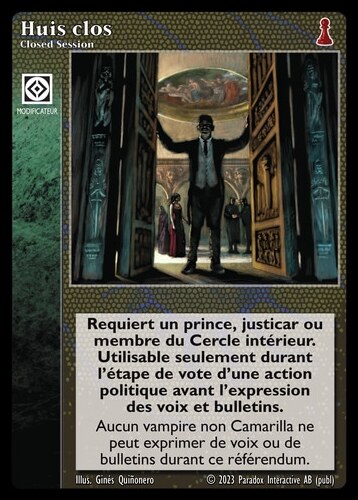 Huis clos
Closed Session
MODIFICATEUR
Requiert un prince, justicar ou
membre du Cercle intérieur.
Utilisable seulement durant
l'étape de vote d'une action
politique avant l'expression
des voix et bulletins.
Aucun vampire non Camarilla ne
peut exprimer de voix ou de
bulletins durant ce référendum.
Illus. Ginés Quiñonero
© 2023 Paradox Interactive AB (publ)